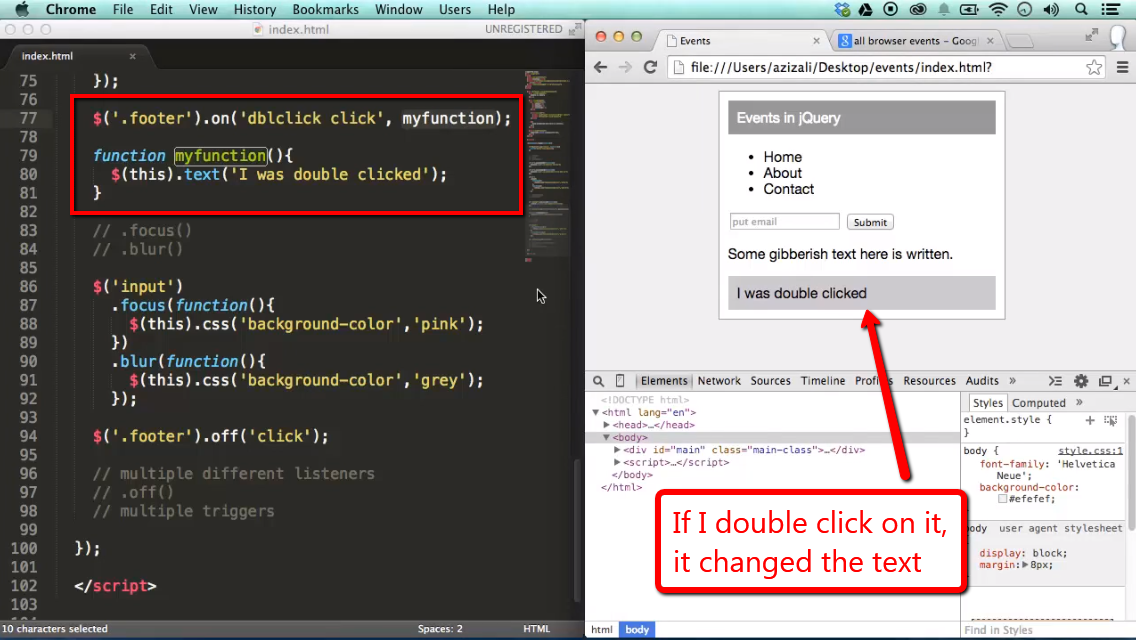 Chrome File Edit View History Bookmarks Window Users Help
index.html UNREGISTERED
index.html
75 });
76
77 $('.footer').on('dblclick click', myfunction);
78
79 function myfunction(){
80 $(this).text('I was double clicked');
81 }
82
83 // .focus()
84 // .blur()
85
86 $('input')
87 .focus(function(){
88 $(this).css('background-color','pink');
89 })
90 .blur(function(){
91 $(this).css('background-color','grey');
92 });
93
94 $('.footer').off('click');
95
96 // multiple different listeners
97 // .off()
98 // multiple triggers
99
100 });
101
102 </script>
103
10 characters selected Spaces: 2 HTML
Events
all browser events - Goog
file:///Users/azizali/Desktop/events/index.html?
Events in jQuery
• Home
• About
• Contact
put email Submit
Some gibberish text here is written.
I was double clicked
Elements Network Sources Timeline Profiles Resources Audits »
<!DOCTYPE html>
<html lang="en">
<head>…</head>
<body>
<div id="main" class="main-class">…</div>
<script>…</script>
</body>
</html>
Styles Computed »
element.style {
}
body { style.css:1
font-family: 'Helvetica
Neue';
background-color:
#efefef;
body user agent stylesheet
display: block;
margin: 8px;
If I double click on it,
it changed the text
html body
Find in Styles